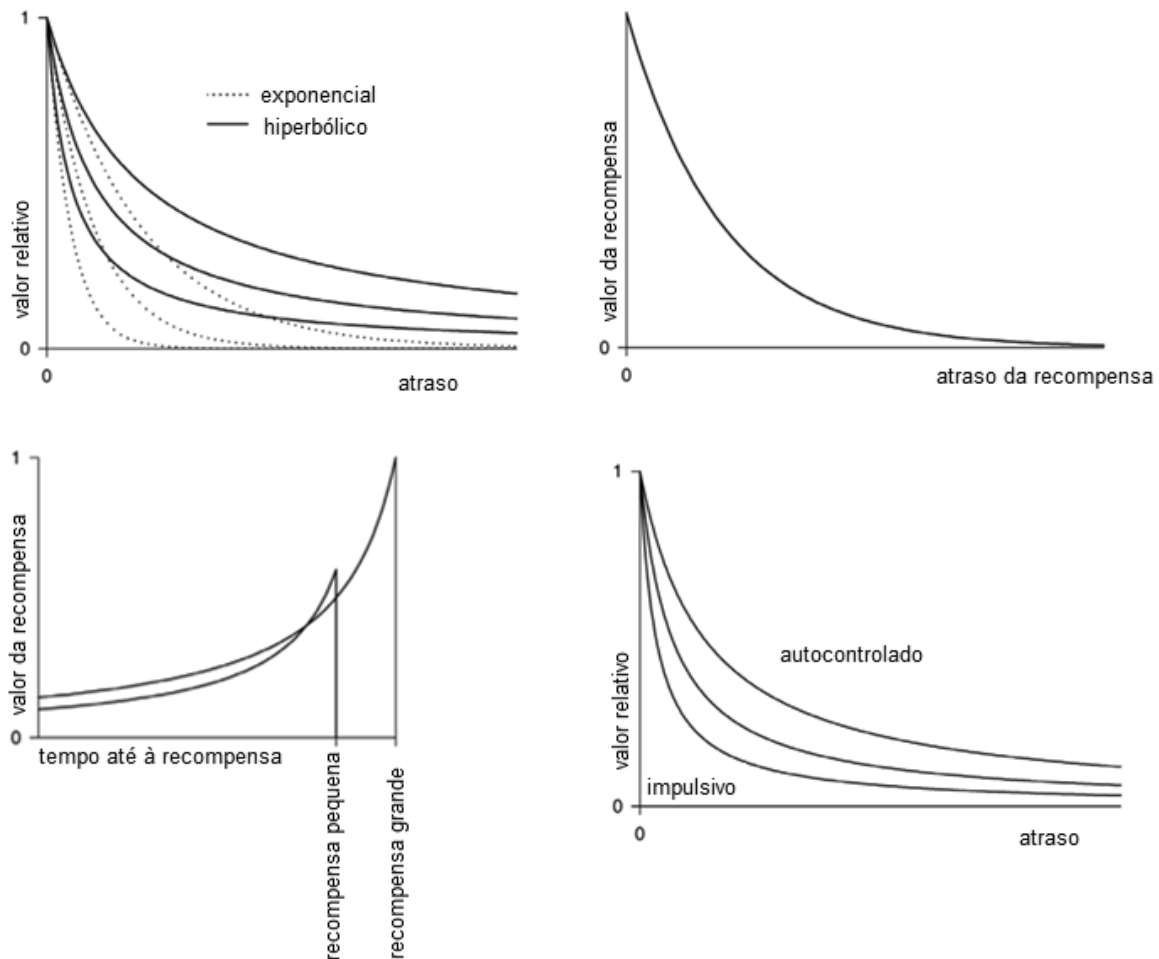 1
exponencial
hiperbólico
valor relativo
0
0
atraso
valor da recompensa
0
0
atraso da recompensa
1
valor da recompensa
0
tempo até à recompensa
recompensa pequena
recompensa grande
1
autocontrolado
valor relativo
impulsivo
0
0
atraso